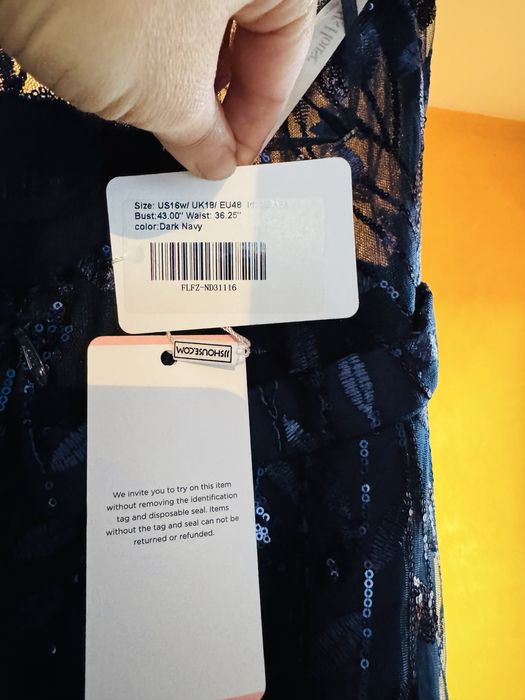 's House
Size: US16w/ UK18/ EU48
Bust:43.00" Waist: 36.25"
color:Dark Navy
FLFZ-ND31116
JJSHOUSE.COM
We invite you to try on this item
without removing the identification
tag and disposable seal. Items
without the tag and seal can not be
returned or refunded.